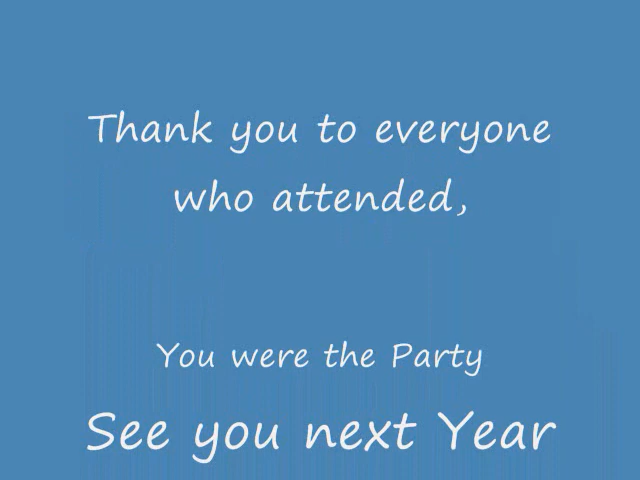 Thank you to everyone
who attended,
You were the Party
See you next Year